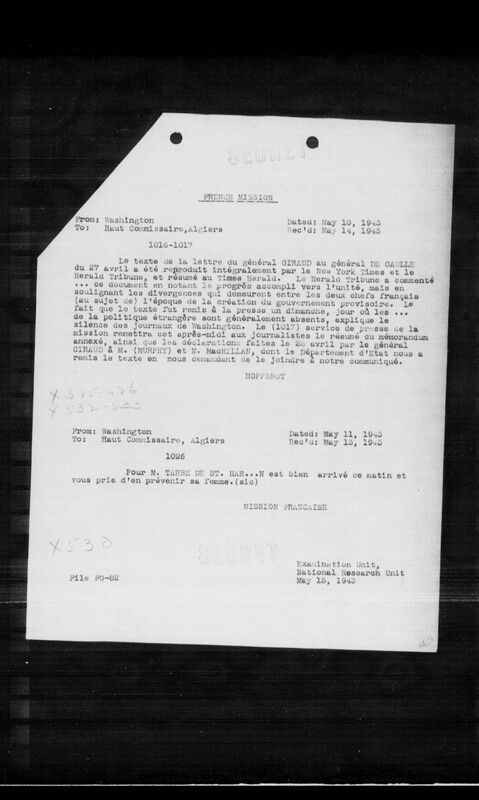 SECRET
FRENCH MISSION
From: Washington Dated: May 10, 1943
To: Haut Commissaire, Algiers Rec'd: May 14, 1943
1016-1017
Le texte de la lettre du général GIRAUD au général DE GAULLE
du 27 avril a été reproduit intégralement par le New York Times et le
Herald Tribune, et résumé au Times Herald. Le Herald Tribune a commenté
... ce document en notant le progrès accompli vers l'unité, mais en
soulignant les divergences qui demeurent entre les deux chefs français
(au sujet de) l'époque de la création du gouvernement provisoire. Le
fait que le texte fut remis à la presse un dimanche, jour où les ...
de la politique étrangère sont généralement absents, explique le
silence des journaux de Washington. Le (1017) service de presse de la
mission remettra cet après-midi aux journalistes le résumé du mémorandum
annexé, ainsi que les déclarations faites le 28 avril par le général
GIRAUD à M. (MURPHY) et M. MacMILLAN, dont le Département d'Etat nous a
remis le texte en nous demandant de le joindre à notre communiqué.
HOPPENOT
X 525-526
X 532-533
From: Washington Dated: May 11, 1943
To: Haut Commissaire, Algiers Rec'd: May 13, 1943
1026
Pour M. TARBE DE ST. HAR...N est bien arrivé ce matin et
vous prie d'en prévenir sa femme.(sic)
MISSION FRANCAISE
X 530
SECRET
Examination Unit,
National Research Unit
File FG-82 May 15, 1943